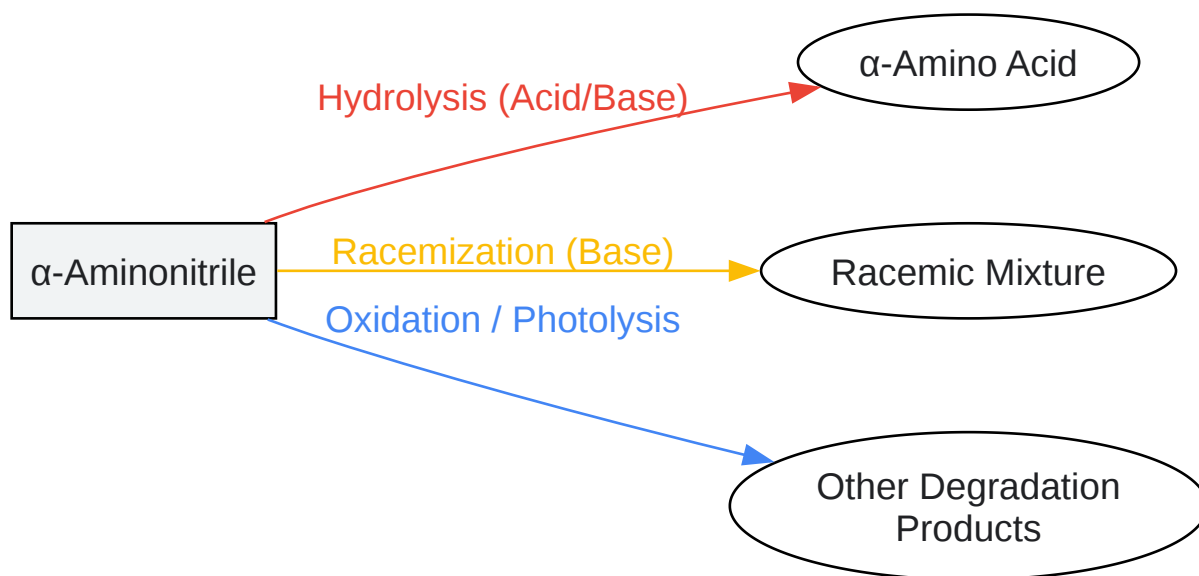 α-Amino Acid
Hydrolysis (Acid/Base)
α-Aminonitrile
Racemization (Base)
Racemic Mixture
Oxidation / Photolysis
Other Degradation
Products